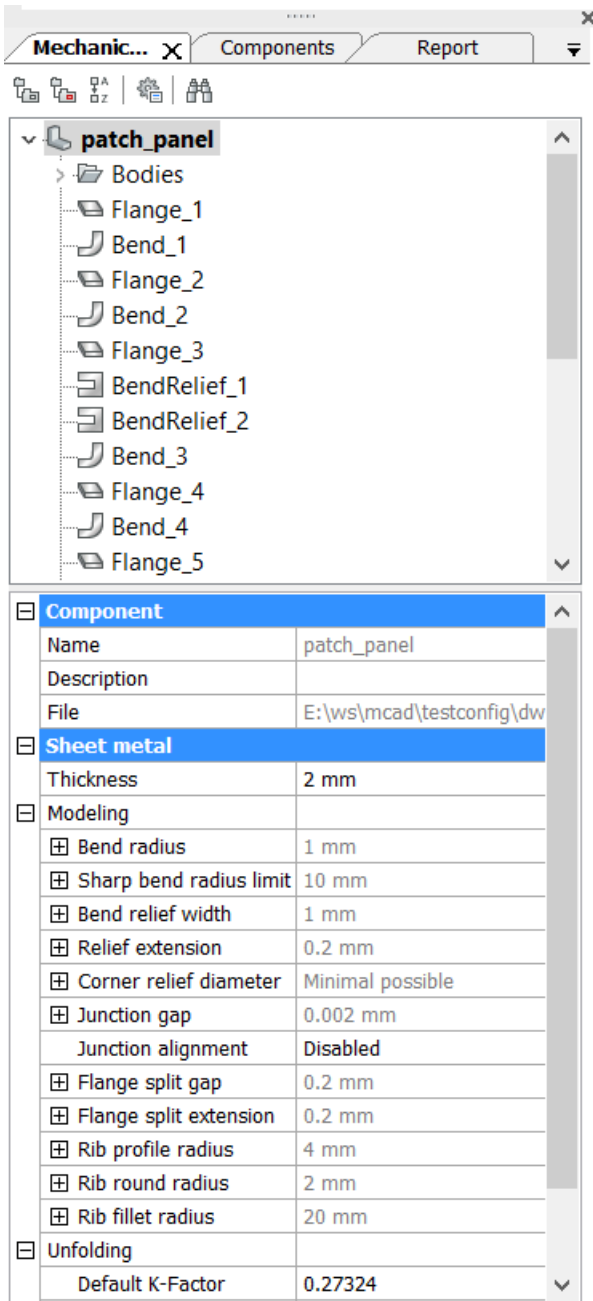 Mechanic... Components Report
patch_panel
Bodies
Flange_1
Bend_1
Flange_2
Bend_2
Flange_3
BendRelief_1
BendRelief_2
Bend_3
Flange_4
Bend_4
Flange_5
Component
Name patch_panel
Description
File E:\ws\mcad\testconfig\dw
Sheet metal
Thickness 2 mm
Modeling
Bend radius 1 mm
Sharp bend radius limit 10 mm
Bend relief width 1 mm
Relief extension 0.2 mm
Corner relief diameter Minimal possible
Junction gap 0.002 mm
Junction alignment Disabled
Flange split gap 0.2 mm
Flange split extension 0.2 mm
Rib profile radius 4 mm
Rib round radius 2 mm
Rib fillet radius 20 mm
Unfolding
Default K-Factor 0.27324